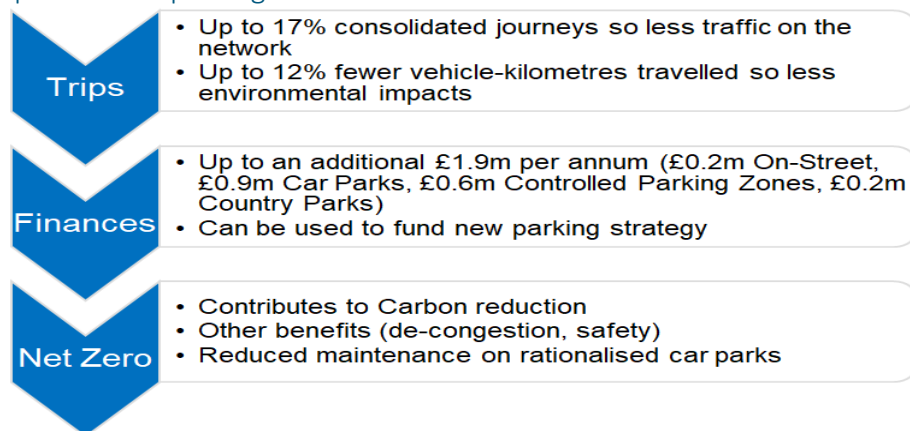 Trips
• Up to 17% consolidated journeys so less traffic on the
network
• Up to 12% fewer vehicle-kilometres travelled so less
environmental impacts
Finances
• Up to an additional £1.9m per annum (£0.2m On-Street,
£0.9m Car Parks, £0.6m Controlled Parking Zones, £0.2m
Country Parks)
• Can be used to fund new parking strategy
Net Zero
• Contributes to Carbon reduction
• Other benefits (de-congestion, safety)
• Reduced maintenance on rationalised car parks